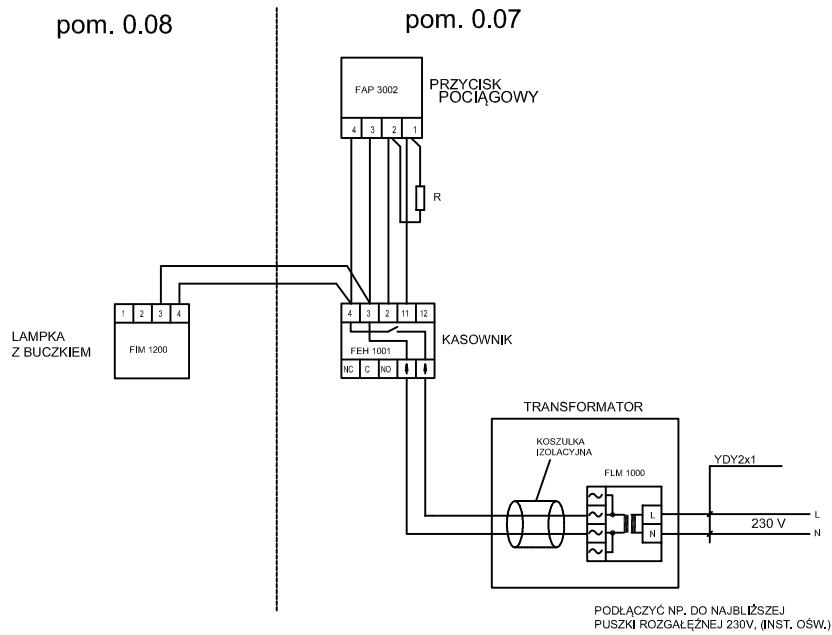 pom. 0.08
pom. 0.07
FAP 3002
PRZYCISK
POCIĄGOWY
4 3 2 1
R
1 2 3 4
FIM 1200
LAMPKA
Z BUCZKIEM
4 3 2 11 12
FEH 1001
NC C NO
KASOWNIK
TRANSFORMATOR
KOSZULKA
IZOLACYJNA
FLM 1000
L
N
YDY2x1
L
230 V
N
PODŁĄCZYĆ NP. DO NAJBLIŻSZEJ
PUSZKI ROZGAŁĘŹNEJ 230V, (INST. OŚW.)